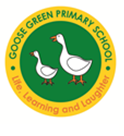 GOOSE GREEN PRIMARY SCHOOL
· Life, Learning and Laughter ·